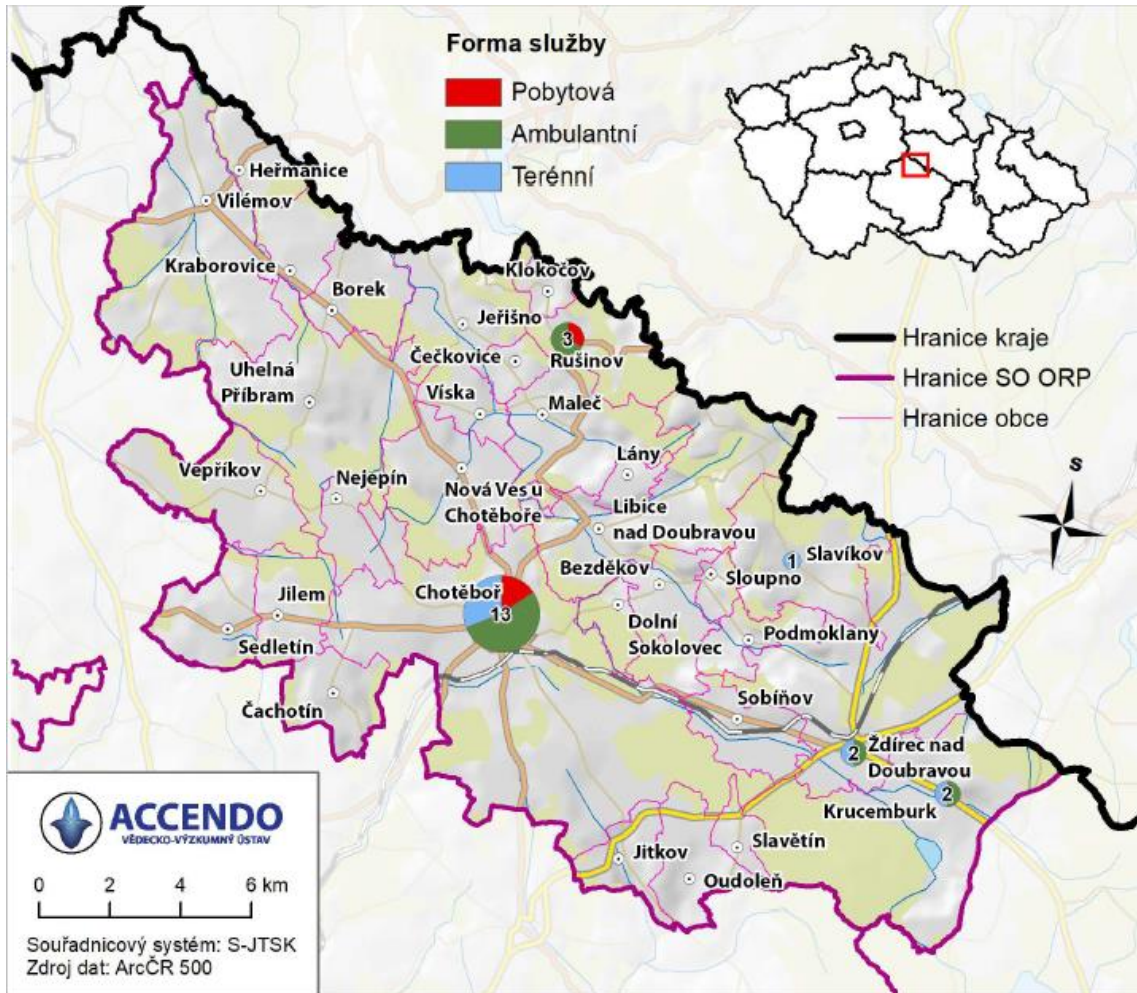 Forma služby
Pobytová
Ambulantní
Terénní
Heřmanice
Vilémov
Kraborovice
Borek
Klokočov
Jeřišno
3
Čečkovice
Rušinov
Hranice kraje
Hranice SO ORP
Hranice obce
Uhelná
Příbram
Víska
Maleč
S
Lány
Vepříkov
Nejepín
Nová Ves u
Chotěboře
Libice
nad Doubravou
1
Slavíkov
Bezděkov
Sloupno
Chotěboř
13
Jilem
Dolní
Sokolovec
Podmoklany
Sedletín
Čachotín
Sobíňov
2
Ždírec nad
Doubravou
2
Krucemburk
Slavětín
Jitkov
Oudoleň
ACCENDO
VĚDECKO-VÝZKUMNÝ ÚSTAV
0 2 4 6 km
Souřadnicový systém: S-JTSK
Zdroj dat: ArcČR 500